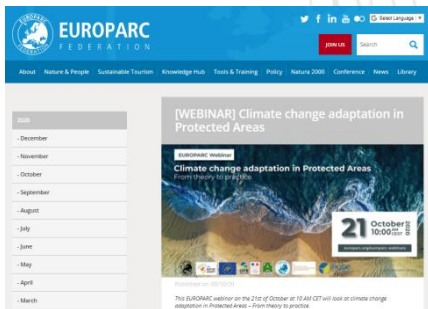 EUROPARC
FEDERATION
Select Language
JOIN US
Search
About Nature & People Sustainable Tourism Knowledge Hub Tools & Training Policy Natura 2000 Conference News Library
2020
- December
- November
- October
- September
- August
- July
- June
- May
- April
- March
[WEBINAR] Climate change adaptation in
Protected Areas
EUROPARC Webinar
Climate change adaptation in Protected Areas
From theory to practice
21 October 2020
10:00 AM CEST
This EUROPARC webinar on the 21st of October at 10 AM CET will look at climate change
adaptation in Protected Areas – From theory to practice.